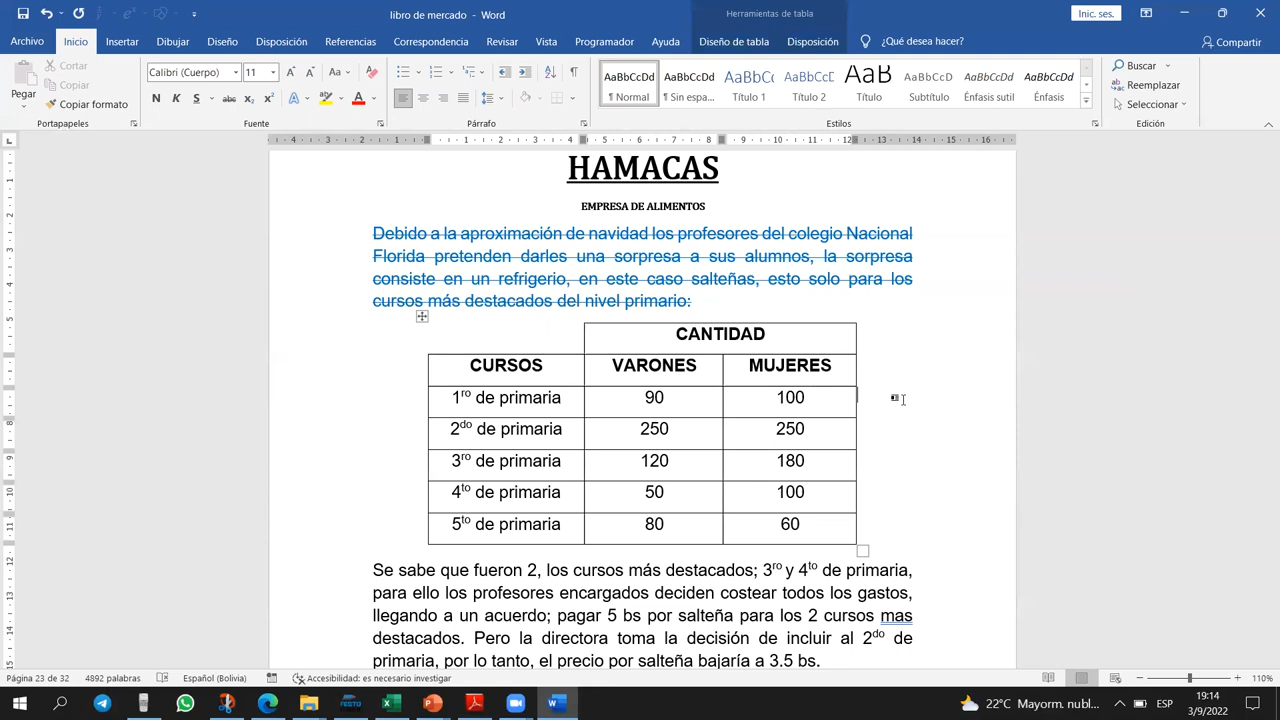 libro de mercado - Word
Herramientas de tabla
Inic. ses.
Archivo Inicio Insertar Dibujar Diseño Disposición Referencias Correspondencia Revisar Vista Programador Ayuda Diseño de tabla Disposición ¿Qué desea hacer? Compartir
Pegar
Cortar
Copiar
Copiar formato
Portapapeles
Calibri (Cuerpo) 11
Fuente
Párrafo
AaBbCcDd AaBbCcDd AaBbCc AaBbCcD AaB AaBbCcD AaBbCcDd AaBbCcDd
¶ Normal ¶ Sin espa... Título 1 Título 2 Título Subtítulo Énfasis sutil Énfasis
Estilos
Buscar
Reemplazar
Seleccionar
Edición
HAMACAS
EMPRESA DE ALIMENTOS
Debido a la aproximación de navidad los profesores del colegio Nacional
Florida pretenden darles una sorpresa a sus alumnos, la sorpresa
consiste en un refrigerio, en este caso salteñas, esto solo para los
cursos más destacados del nivel primario:
CANTIDAD
CURSOS VARONES MUJERES
1ro de primaria 90 100
2do de primaria 250 250
3ro de primaria 120 180
4to de primaria 50 100
5to de primaria 80 60
Se sabe que fueron 2, los cursos más destacados; 3ro y 4to de primaria,
para ello los profesores encargados deciden costear todos los gastos,
llegando a un acuerdo; pagar 5 bs por salteña para los 2 cursos mas
destacados. Pero la directora toma la decisión de incluir al 2do de
primaria, por lo tanto, el precio por salteña bajaría a 3.5 bs.
Página 23 de 32 4892 palabras Español (Bolivia) Accesibilidad: es necesario investigar 110%
22°C Mayorm. nubl... ESP 19:14
3/9/2022